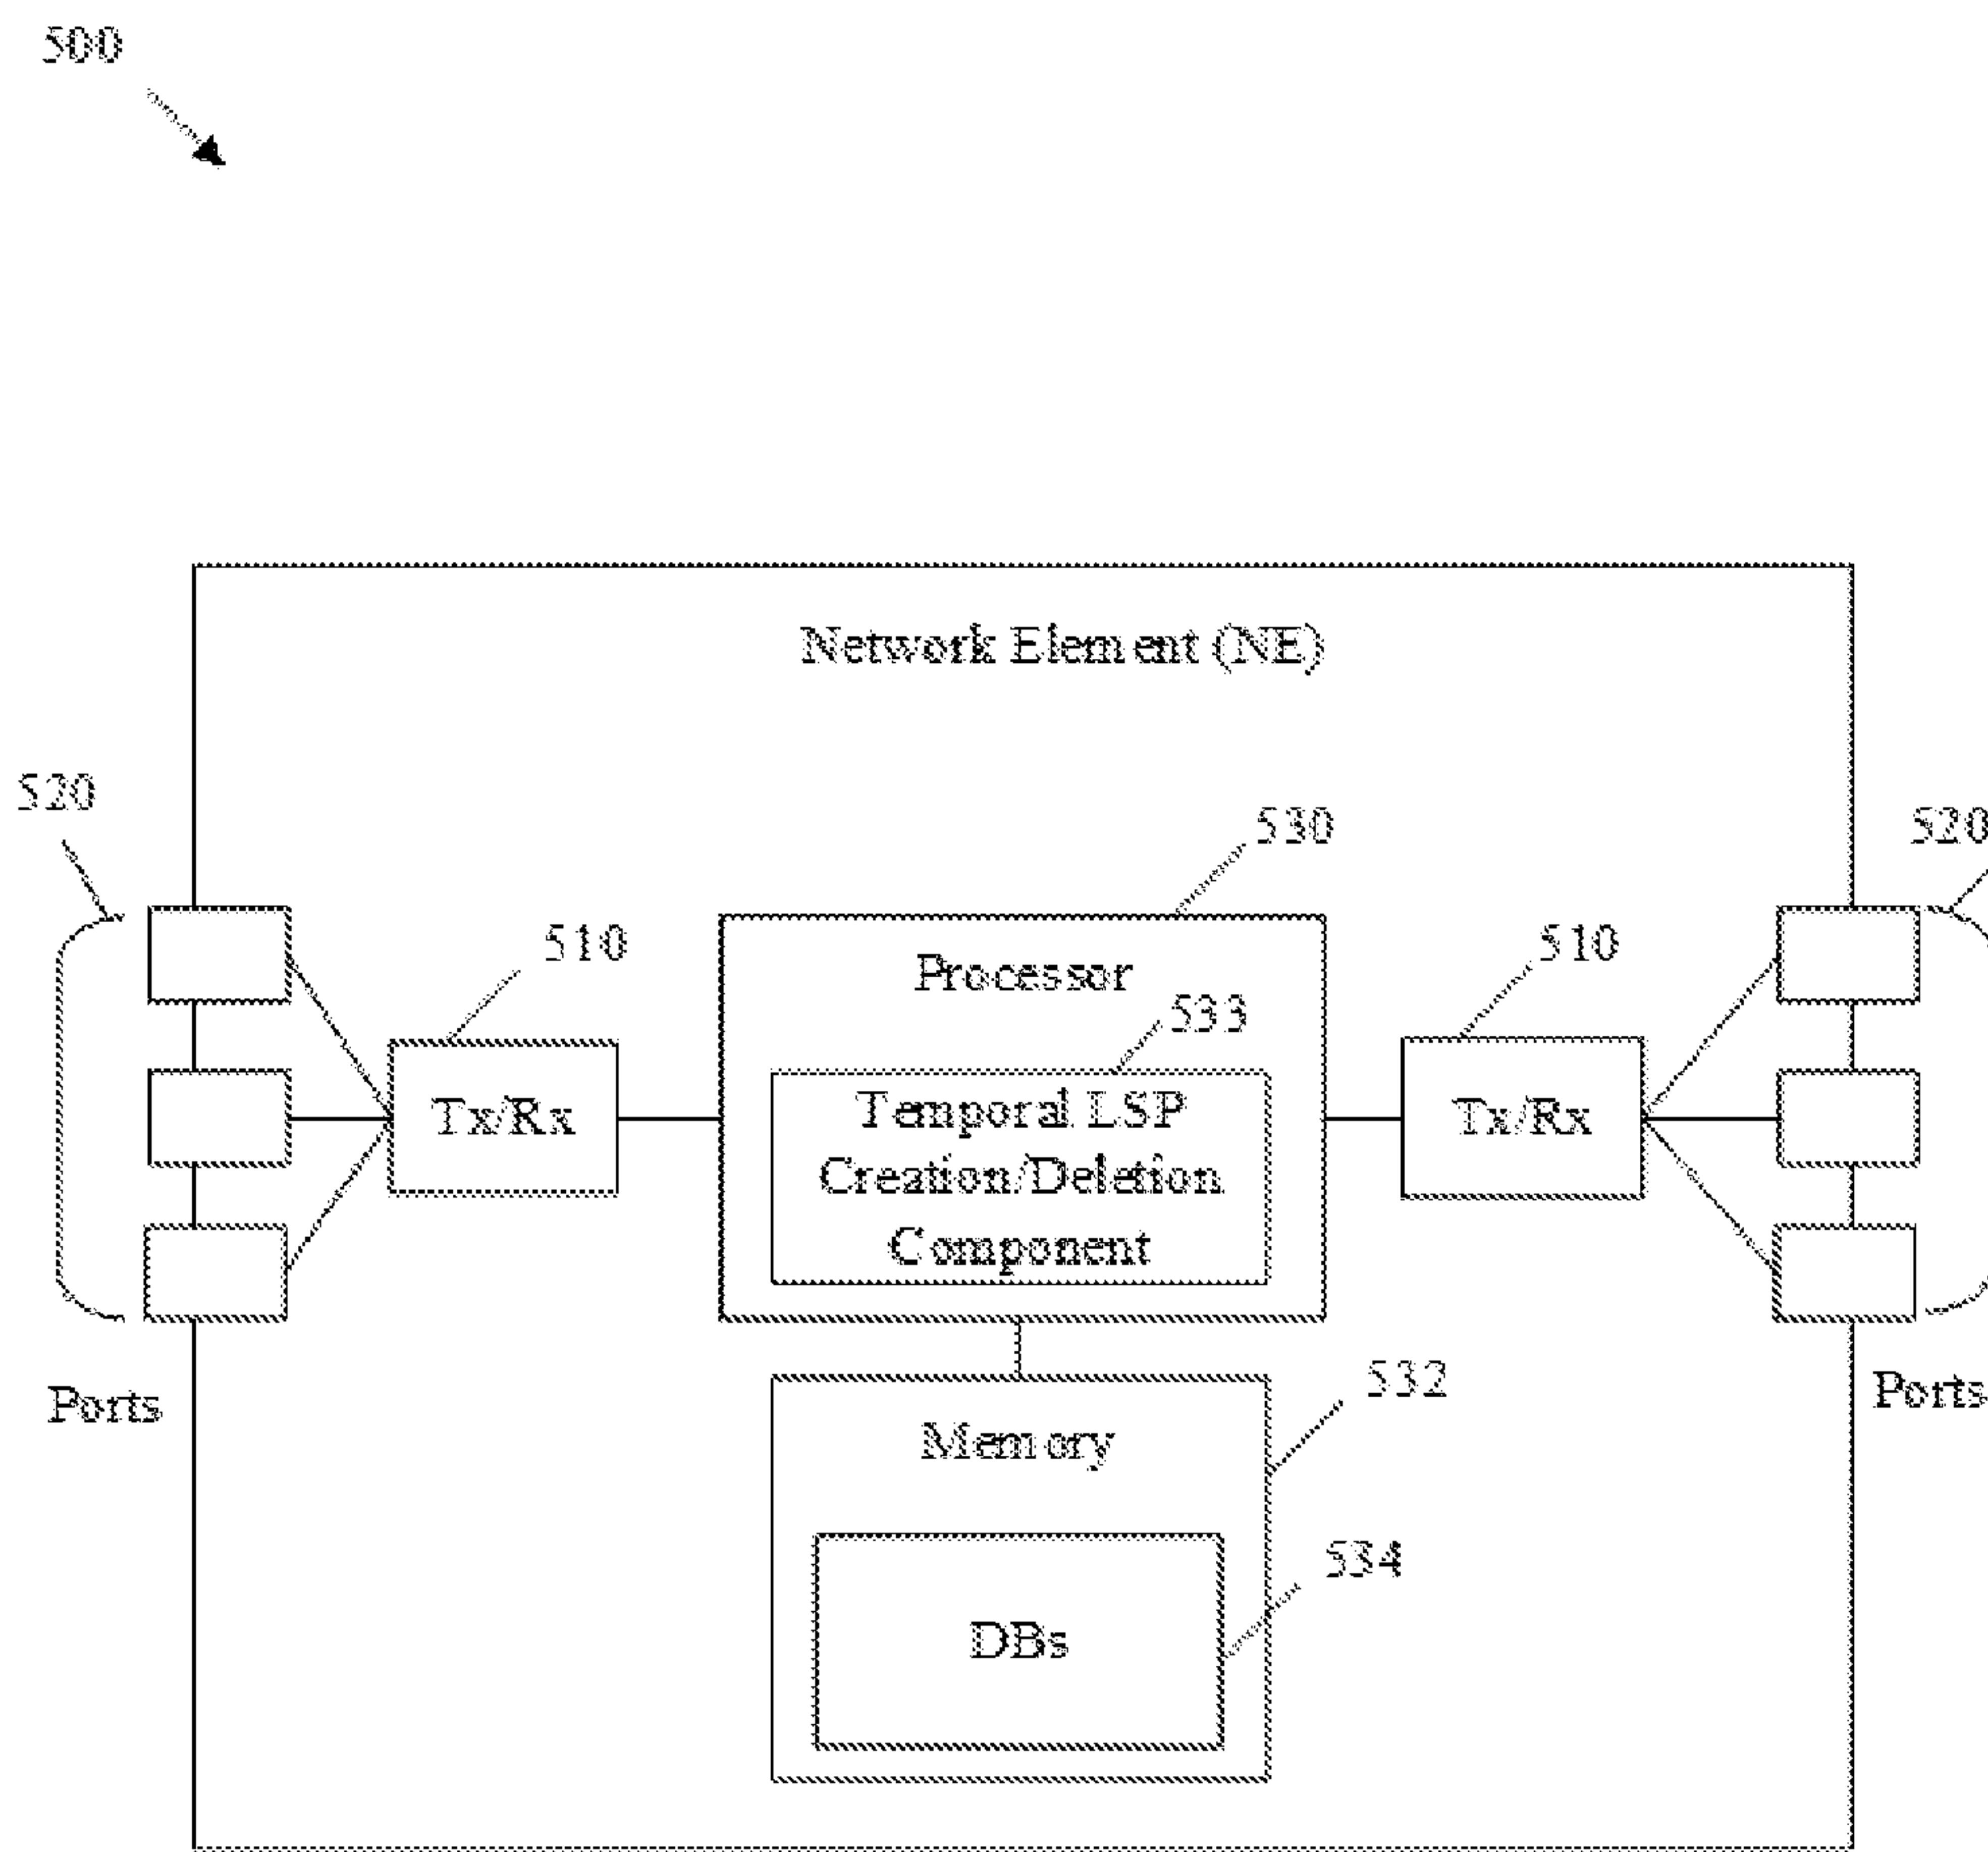 500
Network Element (NE)
520
530
520
510
Processor
510
533
Tx/Rx
Temporal LSP
Creation/Deletion
Component
Tx/Rx
532
Ports
Ports
Memory
534
DBs